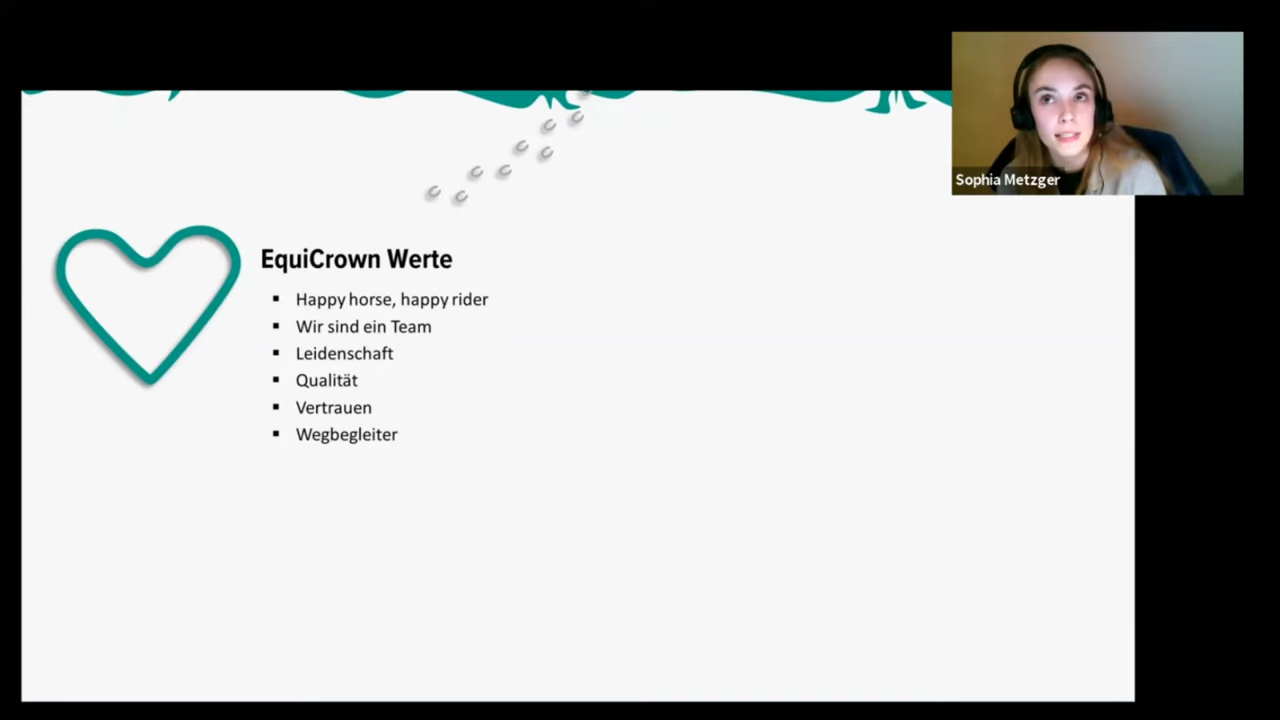 Sophia Metzger
EquiCrown Werte
Happy horse, happy rider
Wir sind ein Team
Leidenschaft
Qualität
Vertrauen
Wegbegleiter